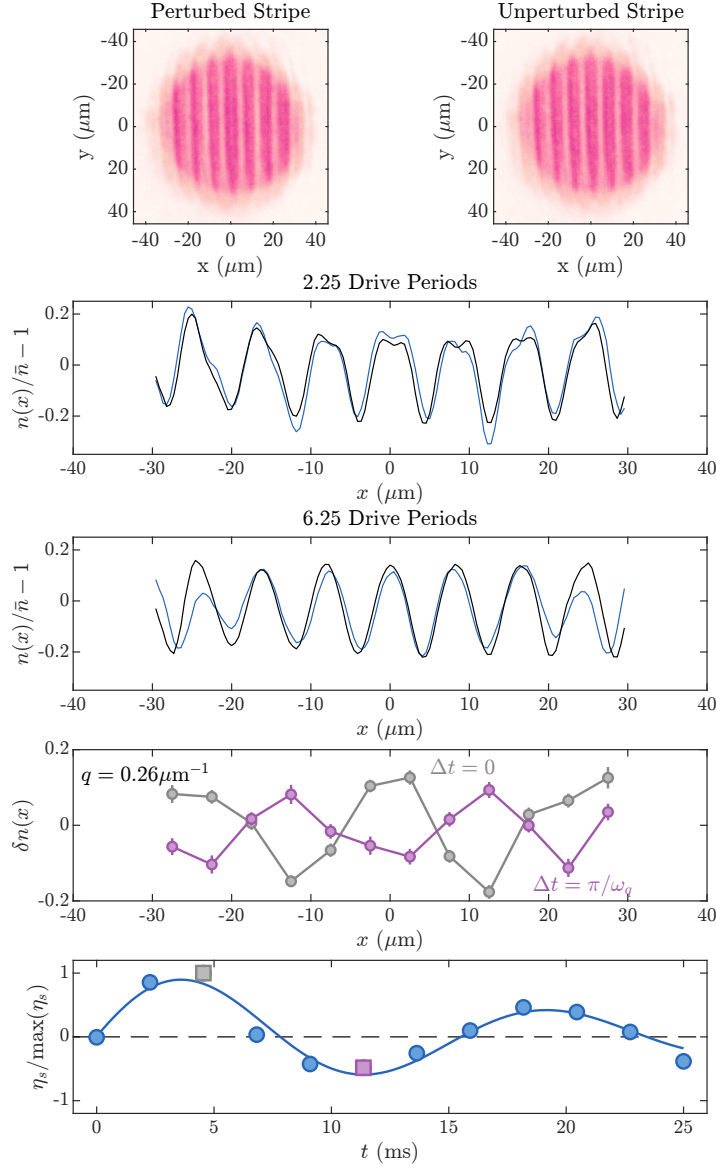 Perturbed Stripe
Unperturbed Stripe
y (μm)
-40
-20
0
20
40
-40 -20 0 20 40
x (μm)
y (μm)
-40
-20
0
20
40
-40 -20 0 20 40
x (μm)
2.25 Drive Periods
n(x)/n̄ − 1
0.2
0
-0.2
-40 -30 -20 -10 0 10 20 30 40
x (μm)
6.25 Drive Periods
n(x)/n̄ − 1
0.2
0
-0.2
-40 -30 -20 -10 0 10 20 30 40
x (μm)
δn(x)
0.2
0
-0.2
q = 0.26μm⁻¹
Δt = 0
Δt = π/ω_q
-40 -30 -20 -10 0 10 20 30 40
x (μm)
η_s/max(η_s)
1
0
-1
0 5 10 15 20 25
t (ms)